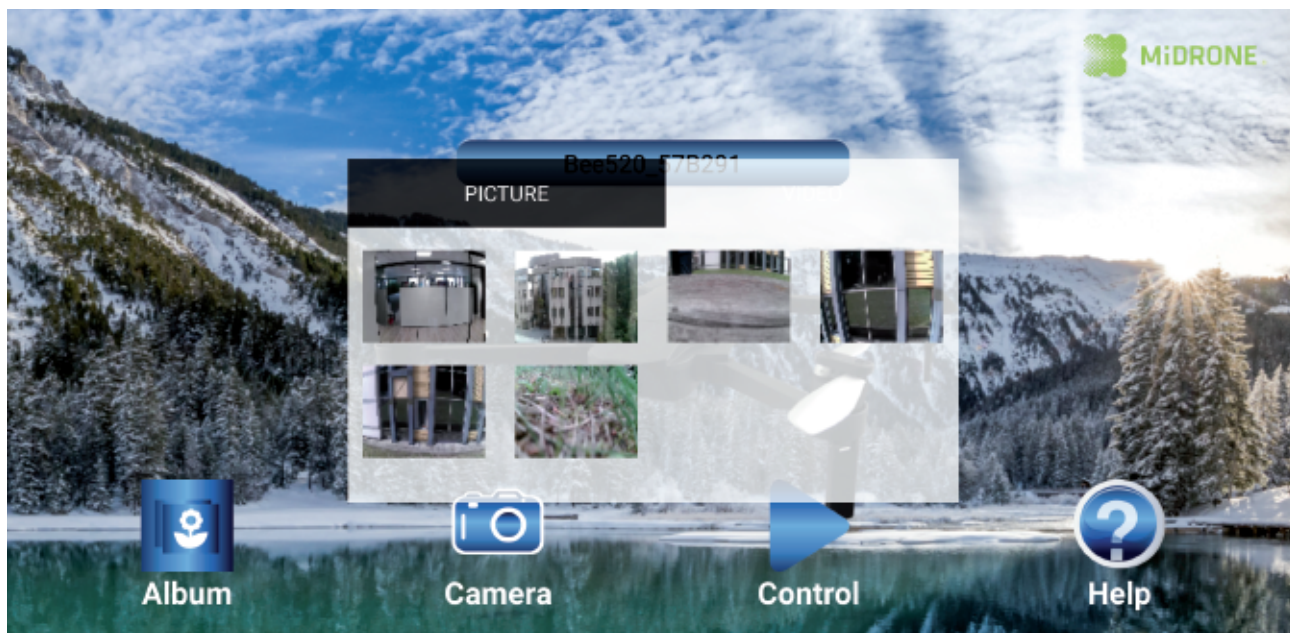 MiDRONE
Bee520_57B291
PICTURE
Album
Camera
Control
Help